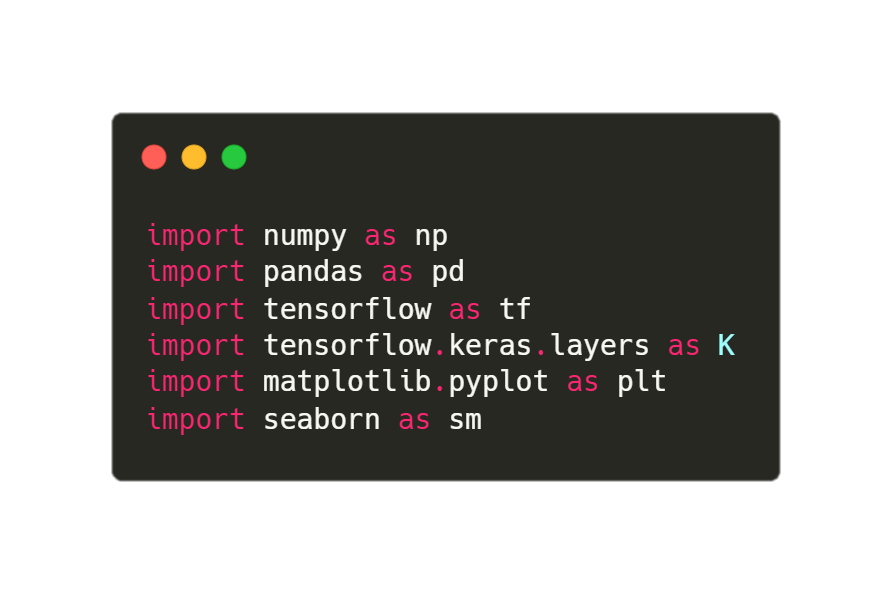 import numpy as np
import pandas as pd
import tensorflow as tf
import tensorflow.keras.layers as K
import matplotlib.pyplot as plt
import seaborn as sm